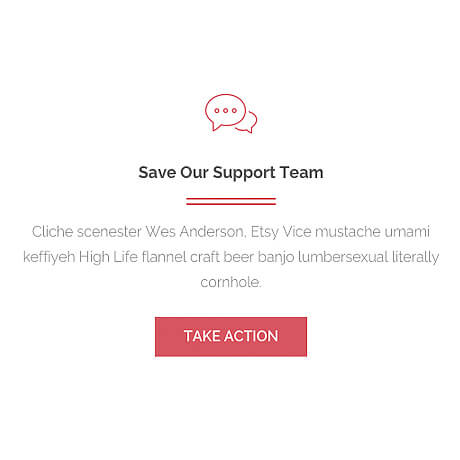 Save Our Support Team
Cliche scenester Wes Anderson. Etsy Vice mustache umami
keffiyeh High Life flannel craft beer banjo lumbersexual literally
cornhole.
TAKE ACTION